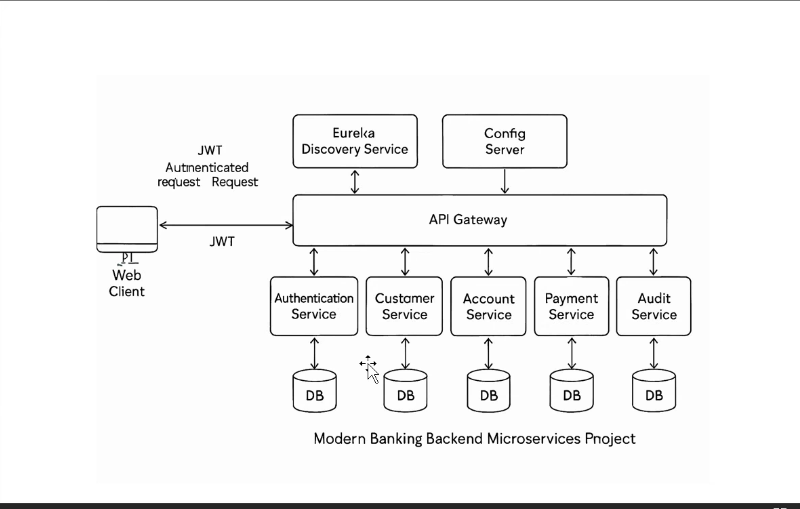 JWT
Autnenticated
request Request
JWT
Web
Client
Eureka
Discovery Service
Config
Server
API Gateway
Authentication
Service
Customer
Service
Account
Service
Payment
Service
Audit
Service
DB
DB
DB
DB
DB
Modern Banking Backend Microservices Pnoject